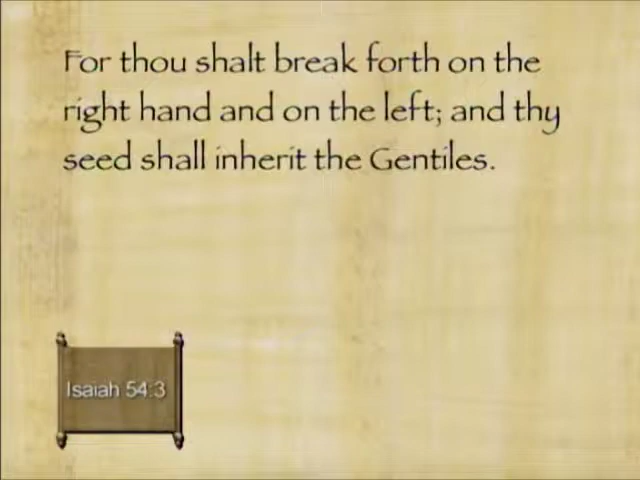 For thou shalt break forth on the
right hand and on the left; and thy
seed shall inherit the Gentiles.
Isaiah 54:3